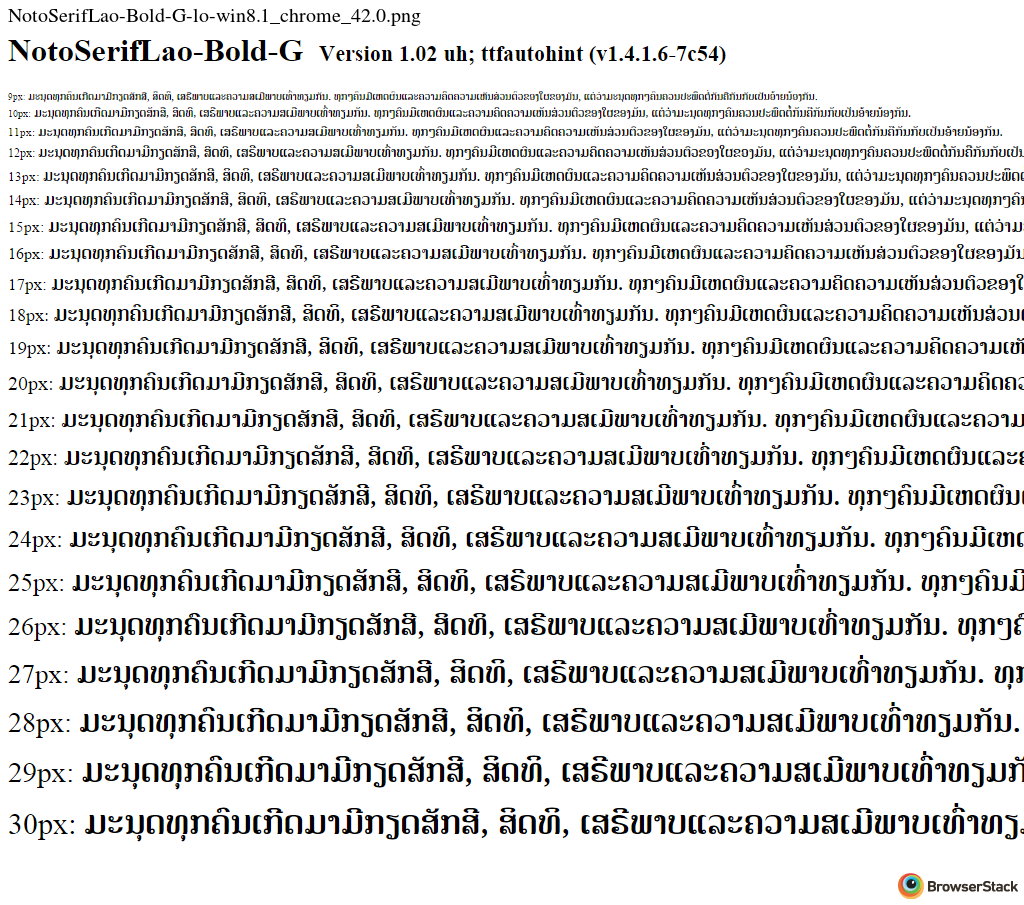 NotoSerifLao-Bold-G-lo-win8.1_chrome_42.0.png
NotoSerifLao-Bold-G Version 1.02 uh; ttfautohint (v1.4.1.6-7c54)
9px: ມະນຸດທຸກຄົນເກີດມາມີກຽດສັກສີ, ສິດທິ, ເສຣີພາບແລະຄວາມສເມີພາບເທົ່າທຽມກັນ. ທຸກໆຄົນມີເຫດຜົນແລະຄວາມຄິດຄວາມເຫັນສ່ວນຕົວຂອງໃຜຂອງມັນ, ແຕ່ວ່າມະນຸດທຸກໆຄົນຄວນປະພຶດຕໍ່ກັນຄືກັນກັບເປັນອ້າຍນ້ອງກັນ.
10px: ມະນຸດທຸກຄົນເກີດມາມີກຽດສັກສີ, ສິດທິ, ເສຣີພາບແລະຄວາມສເມີພາບເທົ່າທຽມກັນ. ທຸກໆຄົນມີເຫດຜົນແລະຄວາມຄິດຄວາມເຫັນສ່ວນຕົວຂອງໃຜຂອງມັນ, ແຕ່ວ່າມະນຸດທຸກໆຄົນຄວນປະພຶດຕໍ່ກັນຄືກັນກັບເປັນອ້າຍນ້ອງກັນ.
11px: ມະນຸດທຸກຄົນເກີດມາມີກຽດສັກສີ, ສິດທິ, ເສຣີພາບແລະຄວາມສເມີພາບເທົ່າທຽມກັນ. ທຸກໆຄົນມີເຫດຜົນແລະຄວາມຄິດຄວາມເຫັນສ່ວນຕົວຂອງໃຜຂອງມັນ, ແຕ່ວ່າມະນຸດທຸກໆຄົນຄວນປະພຶດຕໍ່ກັນຄືກັນກັບເປັນອ້າຍນ້ອງກັນ.
12px: ມະນຸດທຸກຄົນເກີດມາມີກຽດສັກສີ, ສິດທິ, ເສຣີພາບແລະຄວາມສເມີພາບເທົ່າທຽມກັນ. ທຸກໆຄົນມີເຫດຜົນແລະຄວາມຄິດຄວາມເຫັນສ່ວນຕົວຂອງໃຜຂອງມັນ, ແຕ່ວ່າມະນຸດທຸກໆຄົນຄວນປະພຶດຕໍ່ກັນຄືກັນກັບເປັນ
13px: ມະນຸດທຸກຄົນເກີດມາມີກຽດສັກສີ, ສິດທິ, ເສຣີພາບແລະຄວາມສເມີພາບເທົ່າທຽມກັນ. ທຸກໆຄົນມີເຫດຜົນແລະຄວາມຄິດຄວາມເຫັນສ່ວນຕົວຂອງໃຜຂອງມັນ, ແຕ່ວ່າມະນຸດທຸກໆຄົນຄວນປະພຶດ
14px: ມະນຸດທຸກຄົນເກີດມາມີກຽດສັກສີ, ສິດທິ, ເສຣີພາບແລະຄວາມສເມີພາບເທົ່າທຽມກັນ. ທຸກໆຄົນມີເຫດຜົນແລະຄວາມຄິດຄວາມເຫັນສ່ວນຕົວຂອງໃຜຂອງມັນ, ແຕ່ວ່າມະນຸດທຸກໆຄົນ
15px: ມະນຸດທຸກຄົນເກີດມາມີກຽດສັກສີ, ສິດທິ, ເສຣີພາບແລະຄວາມສເມີພາບເທົ່າທຽມກັນ. ທຸກໆຄົນມີເຫດຜົນແລະຄວາມຄິດຄວາມເຫັນສ່ວນຕົວຂອງໃຜຂອງມັນ, ແຕ່ວ່າມ
16px: ມະນຸດທຸກຄົນເກີດມາມີກຽດສັກສີ, ສິດທິ, ເສຣີພາບແລະຄວາມສເມີພາບເທົ່າທຽມກັນ. ທຸກໆຄົນມີເຫດຜົນແລະຄວາມຄິດຄວາມເຫັນສ່ວນຕົວຂອງໃຜຂອງມັນ
17px: ມະນຸດທຸກຄົນເກີດມາມີກຽດສັກສີ, ສິດທິ, ເສຣີພາບແລະຄວາມສເມີພາບເທົ່າທຽມກັນ. ທຸກໆຄົນມີເຫດຜົນແລະຄວາມຄິດຄວາມເຫັນສ່ວນຕົວຂອງໃ
18px: ມະນຸດທຸກຄົນເກີດມາມີກຽດສັກສີ, ສິດທິ, ເສຣີພາບແລະຄວາມສເມີພາບເທົ່າທຽມກັນ. ທຸກໆຄົນມີເຫດຜົນແລະຄວາມຄິດຄວາມເຫັນສ່ວນ
19px: ມະນຸດທຸກຄົນເກີດມາມີກຽດສັກສີ, ສິດທິ, ເສຣີພາບແລະຄວາມສເມີພາບເທົ່າທຽມກັນ. ທຸກໆຄົນມີເຫດຜົນແລະຄວາມຄິດຄວາມເຫັ
20px: ມະນຸດທຸກຄົນເກີດມາມີກຽດສັກສີ, ສິດທິ, ເສຣີພາບແລະຄວາມສເມີພາບເທົ່າທຽມກັນ. ທຸກໆຄົນມີເຫດຜົນແລະຄວາມຄິດຄວ
21px: ມະນຸດທຸກຄົນເກີດມາມີກຽດສັກສີ, ສິດທິ, ເສຣີພາບແລະຄວາມສເມີພາບເທົ່າທຽມກັນ. ທຸກໆຄົນມີເຫດຜົນແລະຄວາມ
22px: ມະນຸດທຸກຄົນເກີດມາມີກຽດສັກສີ, ສິດທິ, ເສຣີພາບແລະຄວາມສເມີພາບເທົ່າທຽມກັນ. ທຸກໆຄົນມີເຫດຜົນແລະຄ
23px: ມະນຸດທຸກຄົນເກີດມາມີກຽດສັກສີ, ສິດທິ, ເສຣີພາບແລະຄວາມສເມີພາບເທົ່າທຽມກັນ. ທຸກໆຄົນມີເຫດຜົນ
24px: ມະນຸດທຸກຄົນເກີດມາມີກຽດສັກສີ, ສິດທິ, ເສຣີພາບແລະຄວາມສເມີພາບເທົ່າທຽມກັນ. ທຸກໆຄົນມີເຫດ
25px: ມະນຸດທຸກຄົນເກີດມາມີກຽດສັກສີ, ສິດທິ, ເສຣີພາບແລະຄວາມສເມີພາບເທົ່າທຽມກັນ. ທຸກໆຄົນມີ
26px: ມະນຸດທຸກຄົນເກີດມາມີກຽດສັກສີ, ສິດທິ, ເສຣີພາບແລະຄວາມສເມີພາບເທົ່າທຽມກັນ. ທຸກໆຄົ
27px: ມະນຸດທຸກຄົນເກີດມາມີກຽດສັກສີ, ສິດທິ, ເສຣີພາບແລະຄວາມສເມີພາບເທົ່າທຽມກັນ. ທຸກ
28px: ມະນຸດທຸກຄົນເກີດມາມີກຽດສັກສີ, ສິດທິ, ເສຣີພາບແລະຄວາມສເມີພາບເທົ່າທຽມກັນ.
29px: ມະນຸດທຸກຄົນເກີດມາມີກຽດສັກສີ, ສິດທິ, ເສຣີພາບແລະຄວາມສເມີພາບເທົ່າທຽມກັ
30px: ມະນຸດທຸກຄົນເກີດມາມີກຽດສັກສີ, ສິດທິ, ເສຣີພາບແລະຄວາມສເມີພາບເທົ່າທຽ
BrowserStack